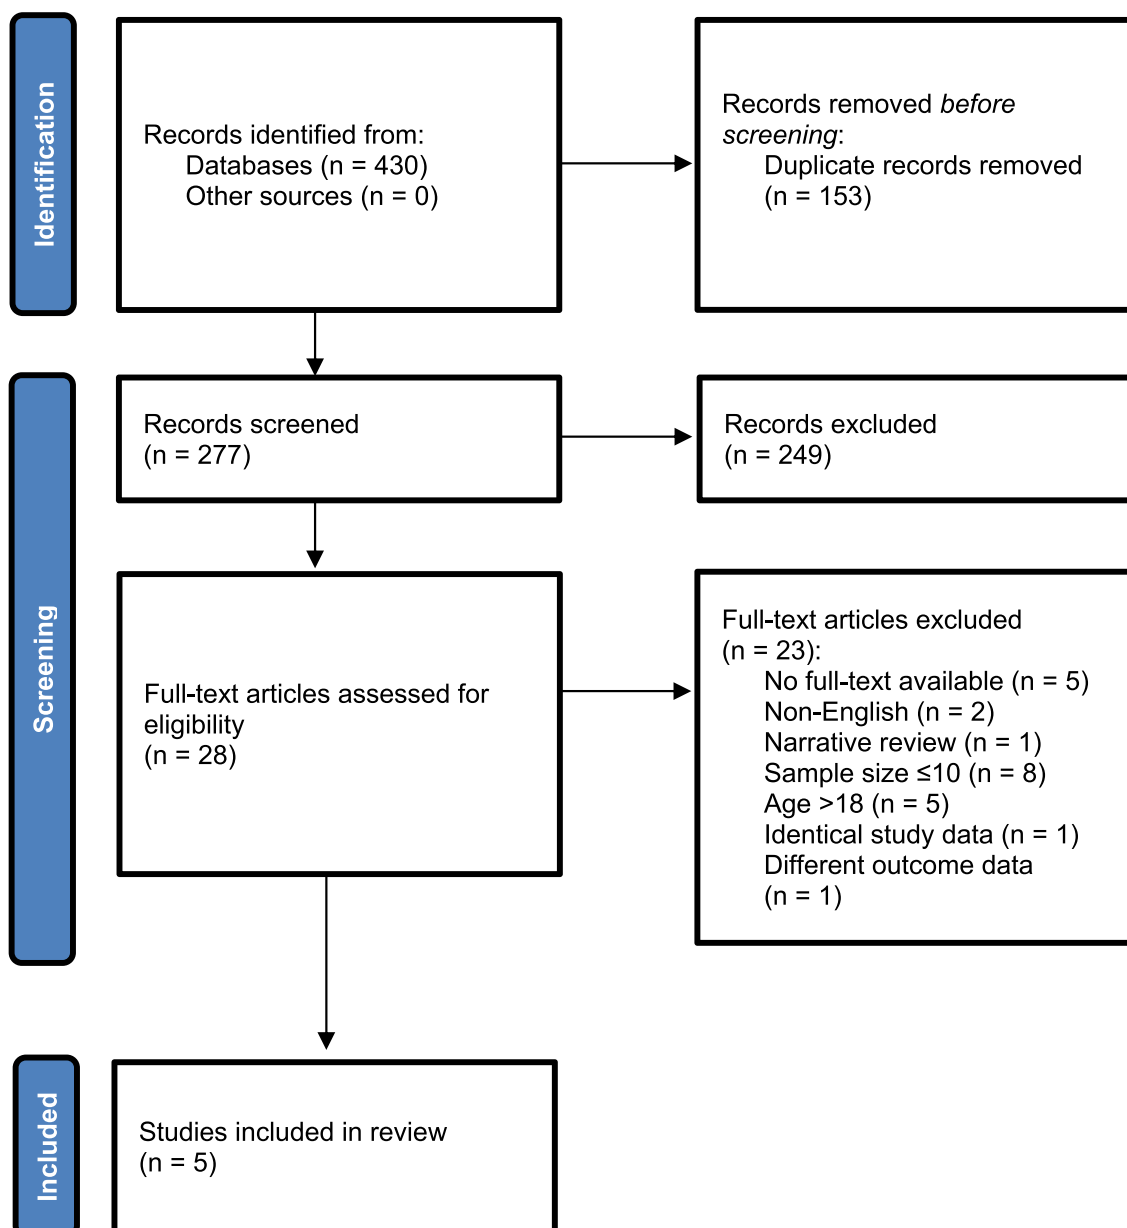 Identification
Records identified from:
Databases (n = 430)
Other sources (n = 0)
Records removed before
screening:
Duplicate records removed
(n = 153)
Screening
Records screened
(n = 277)
Records excluded
(n = 249)
Full-text articles assessed for
eligibility
(n = 28)
Full-text articles excluded
(n = 23):
No full-text available (n = 5)
Non-English (n = 2)
Narrative review (n = 1)
Sample size ≤10 (n = 8)
Age >18 (n = 5)
Identical study data (n = 1)
Different outcome data
(n = 1)
Included
Studies included in review
(n = 5)